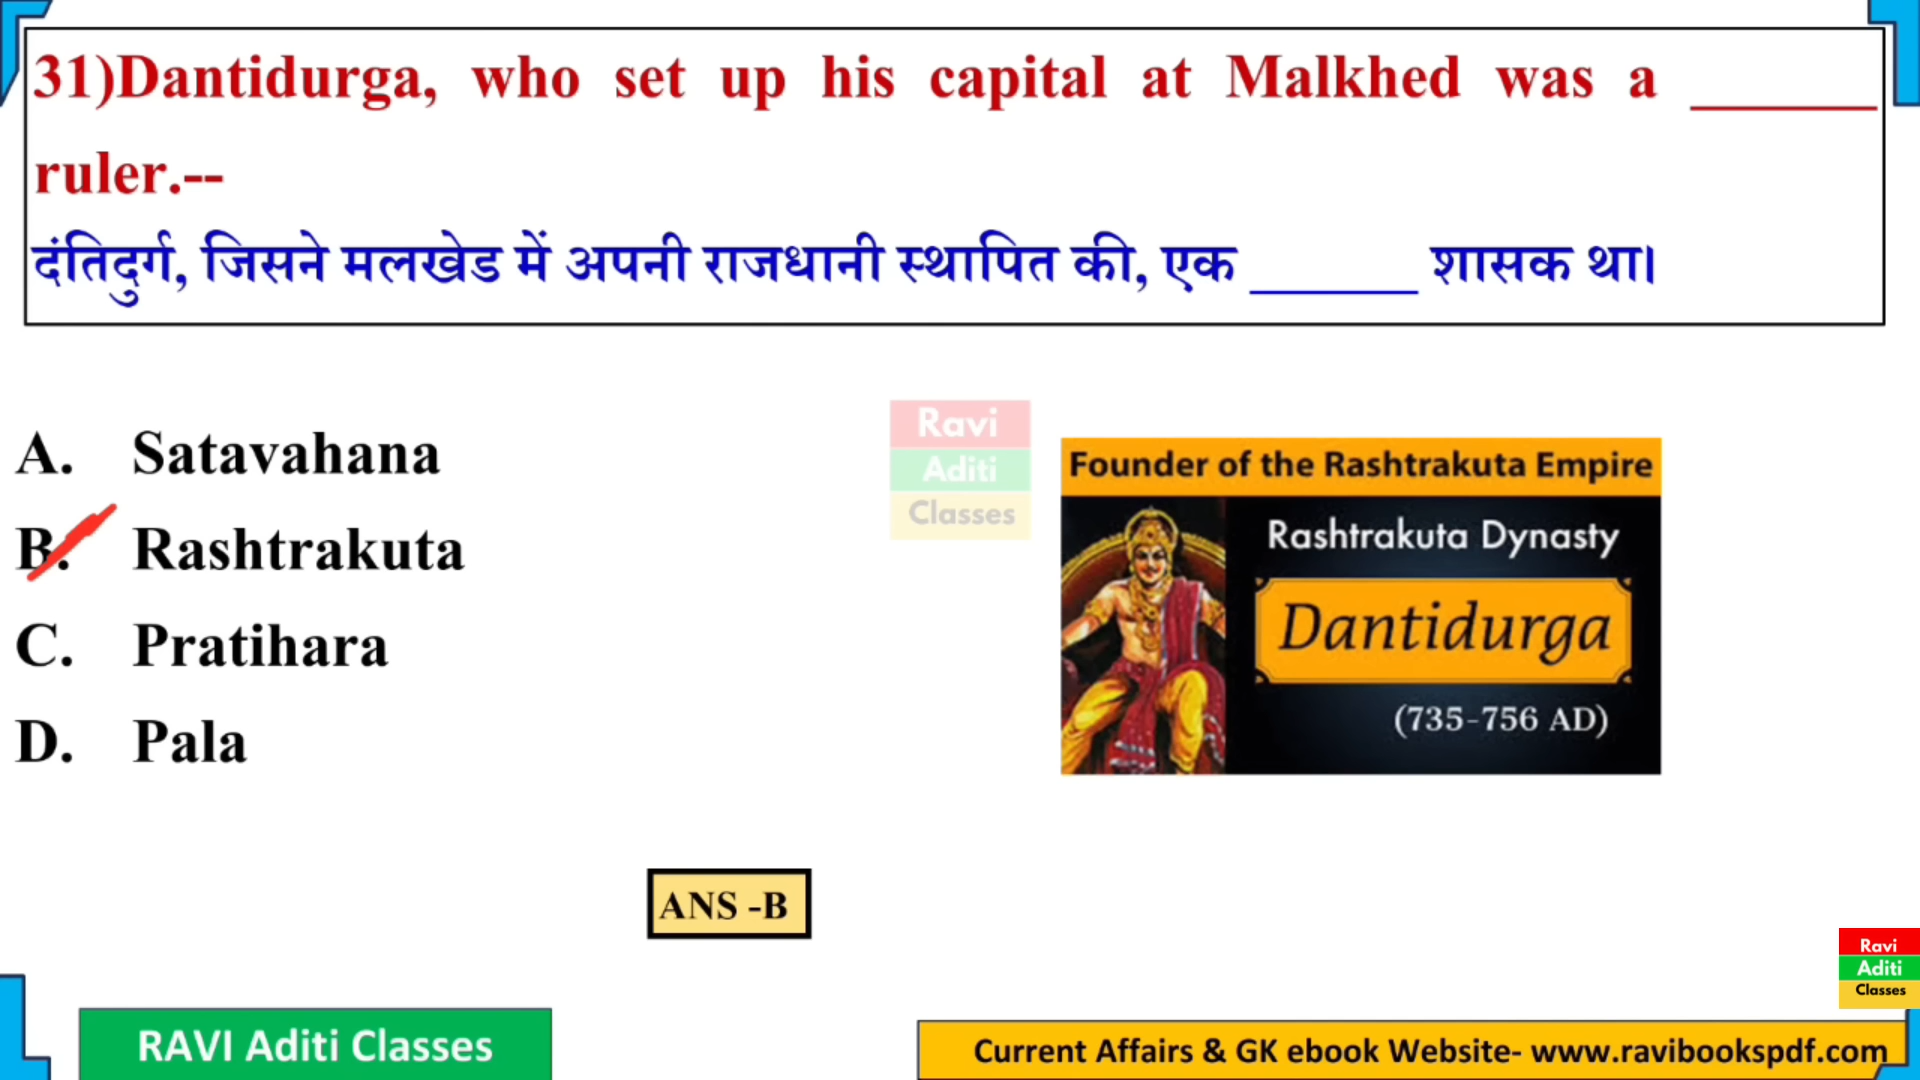 31)Dantidurga, who set up his capital at Malkhed was a ______
ruler.--
दंतिदुर्ग, जिसने मलखेड में अपनी राजधानी स्थापित की, एक ______ शासक था।
A. Satavahana
B. Rashtrakuta
C. Pratihara
D. Pala
Ravi
Aditi
Classes
Founder of the Rashtrakuta Empire
Rashtrakuta Dynasty
Dantidurga
(735-756 AD)
ANS -B
Ravi
Aditi
Classes
RAVI Aditi Classes
Current Affairs & GK ebook Website- www.ravibookspdf.com